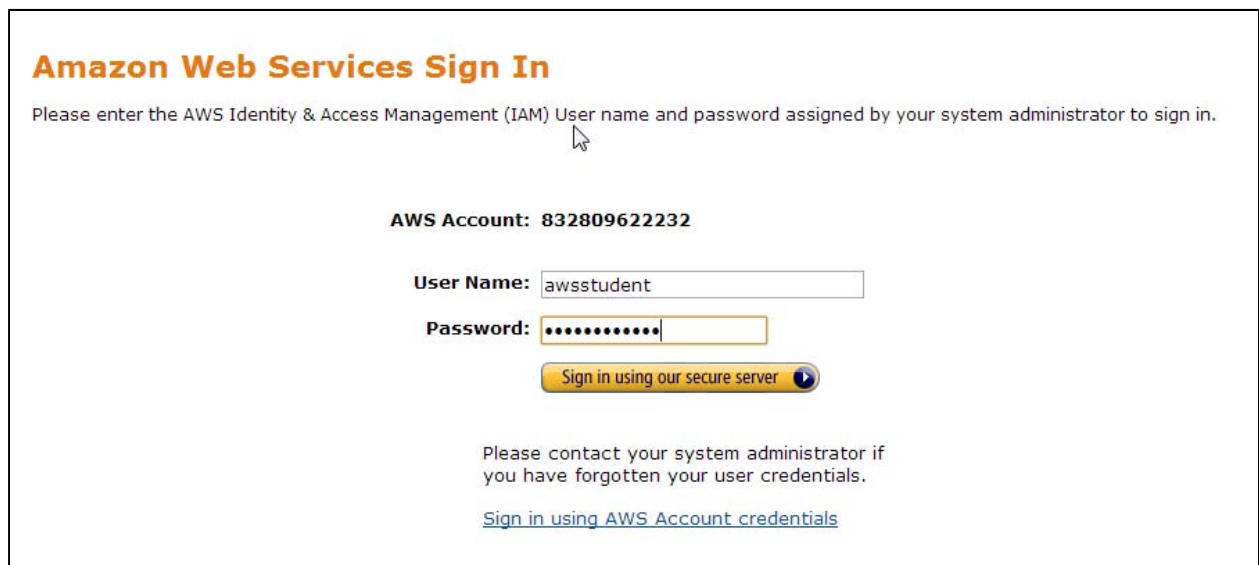 Amazon Web Services Sign In
Please enter the AWS Identity & Access Management (IAM) User name and password assigned by your system administrator to sign in.
AWS Account: 832809622232
User Name: awsstudent
Password: ••••••••••••
Sign in using our secure server
Please contact your system administrator if
you have forgotten your user credentials.
Sign in using AWS Account credentials